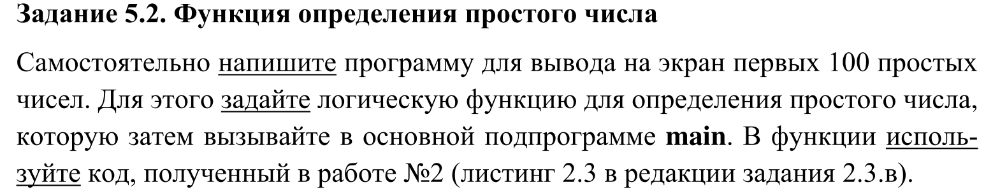 Задание 5.2. Функция определения простого числа
Самостоятельно напишите программу для вывода на экран первых 100 простых
чисел. Для этого задайте логическую функцию для определения простого числа,
которую затем вызывайте в основной подпрограмме main. В функции исполь-
зуйте код, полученный в работе №2 (листинг 2.3 в редакции задания 2.3.в).